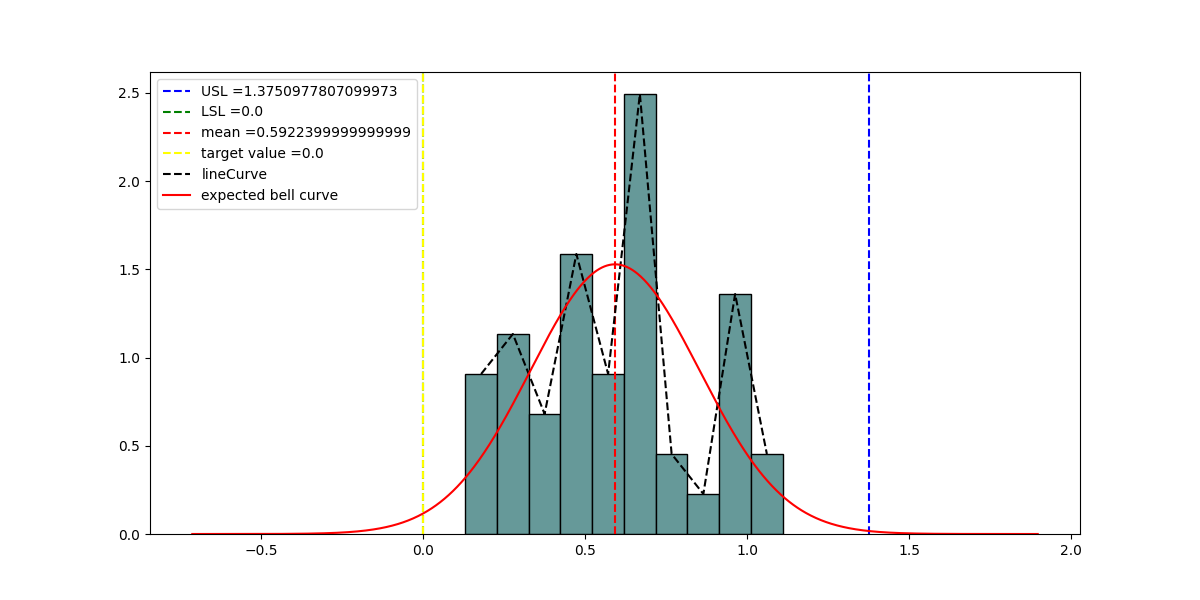 USL =1.3750977807099973
LSL =0.0
mean =0.5922399999999999
target value =0.0
lineCurve
expected bell curve
2.5
2.0
1.5
1.0
0.5
0.0
−0.5 0.0 0.5 1.0 1.5 2.0